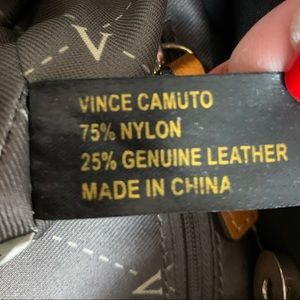 V
VINCE CAMUTO
75% NYLON
25% GENUINE LEATHER
MADE IN CHINA
V